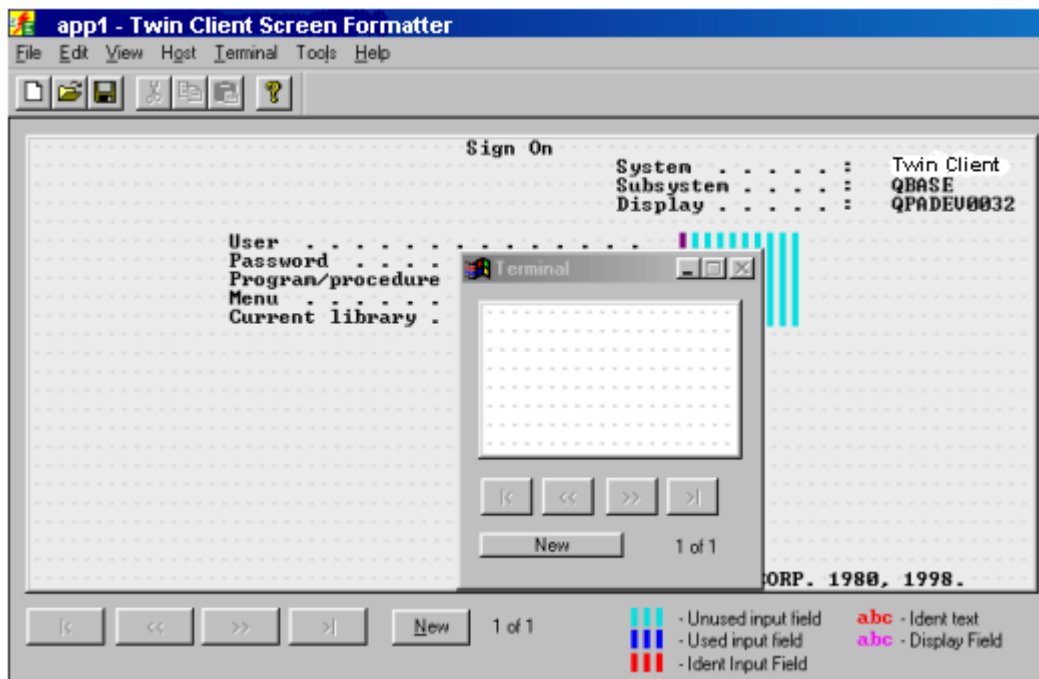 app1 - Twin Client Screen Formatter
File Edit View Host Terminal Tools Help
Sign On
System . . . . . : Twin Client
Subsystem . . . . : QBASE
Display . . . . . : QPADEV0032
User . . . . . . . . . . . . . .
Password . . . .
Program/procedure
Menu . . . . . .
Current library .
Terminal
|< << >> >|
New 1 of 1
CORP. 1980, 1998.
|< << >> >| New 1 of 1
- Unused input field
abc - Ident text
- Used input field
abc - Display Field
- Ident Input Field